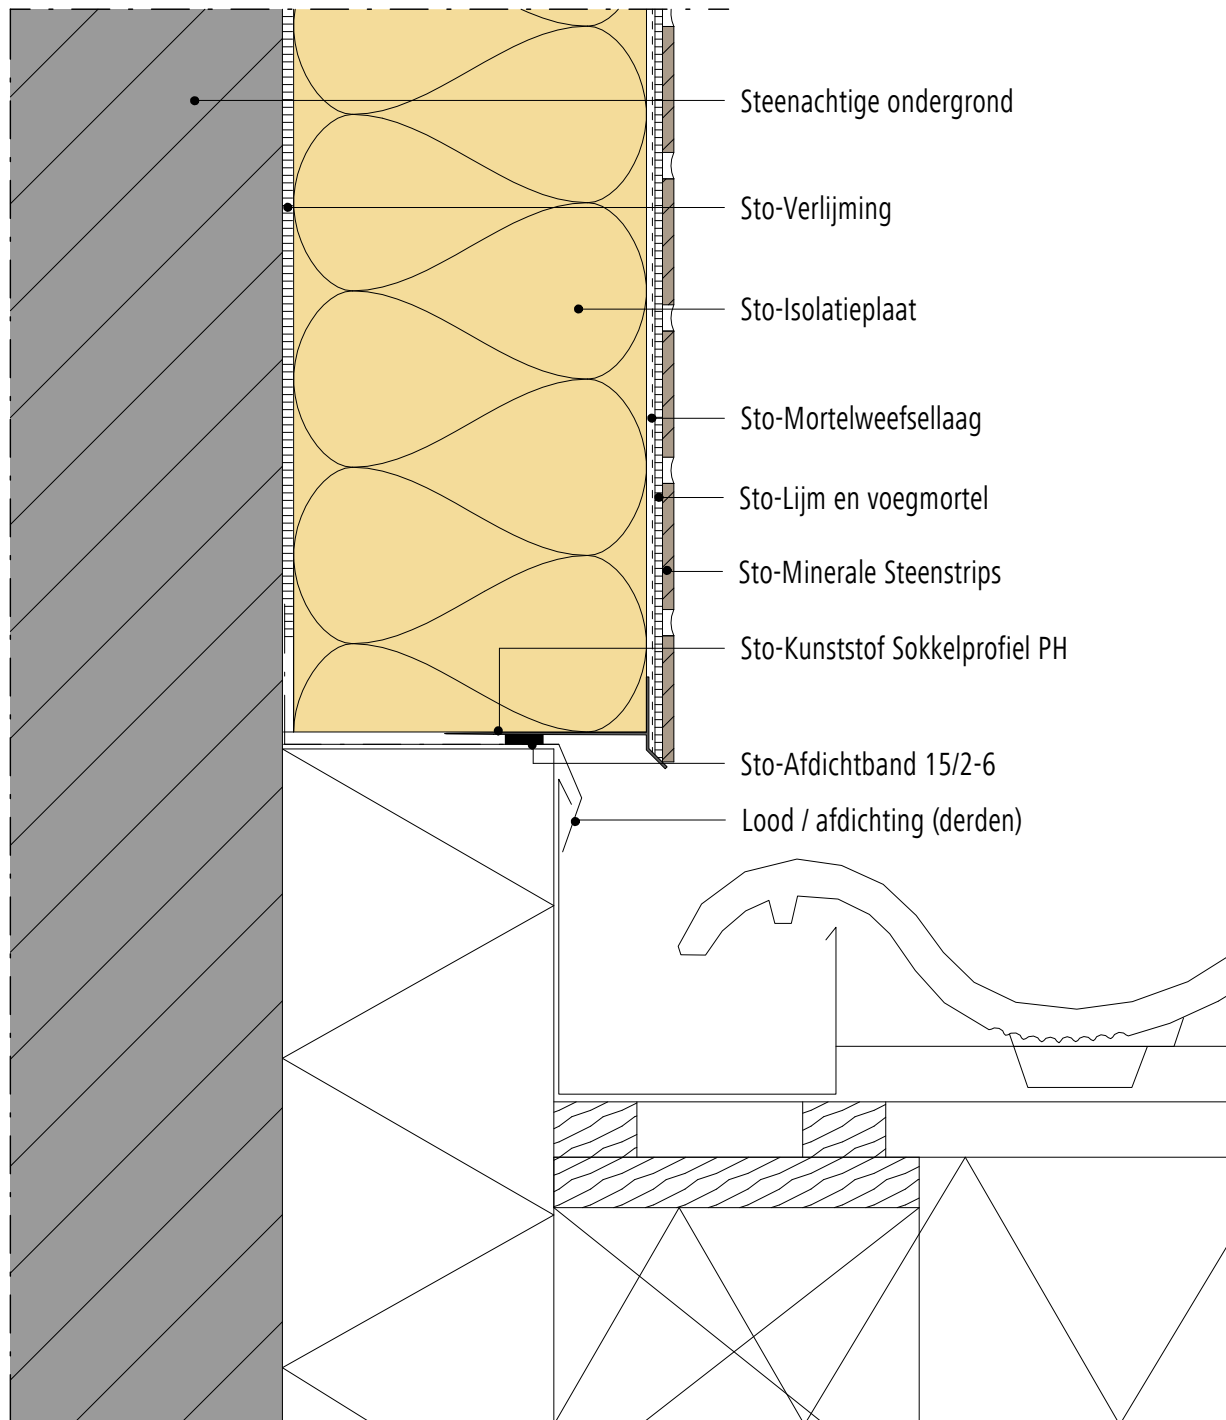 Steenachtige ondergrond
Sto-Verlijming
Sto-Isolatieplaat
Sto-Mortelweefsellaag
Sto-Lijm en voegmortel
Sto-Minerale Steenstrips
Sto-Kunststof Sokkelprofiel PH
Sto-Afdichtband 15/2-6
Lood / afdichting (derden)